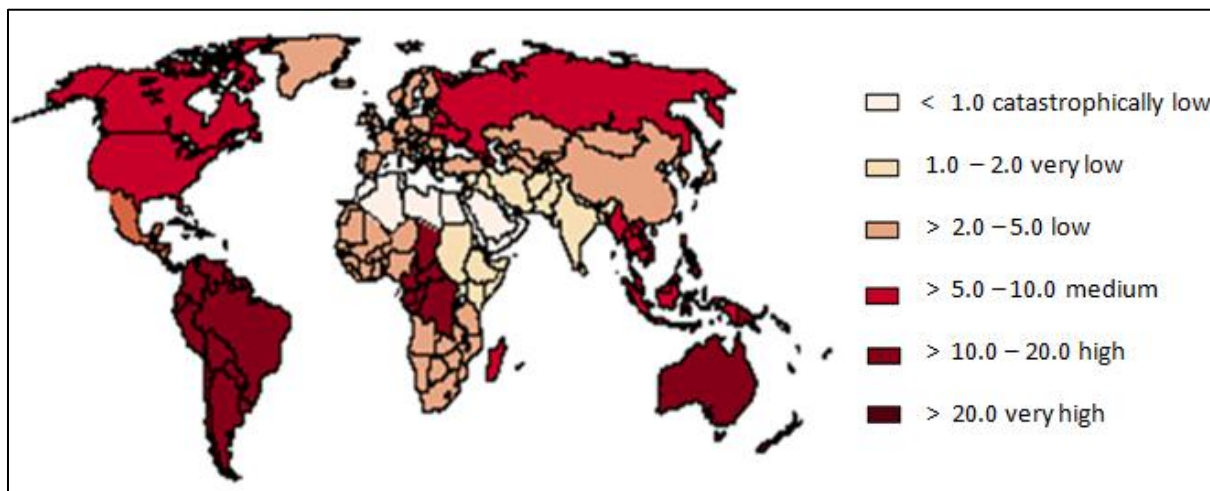 < 1.0 catastrophically low
1.0 – 2.0 very low
> 2.0 – 5.0 low
> 5.0 – 10.0 medium
> 10.0 – 20.0 high
> 20.0 very high